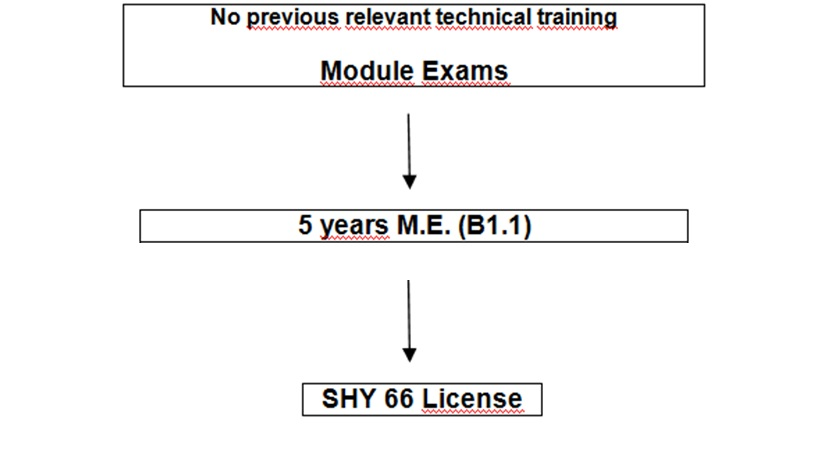 No previous relevant technical training
Module Exams
5 years M.E. (B1.1)
SHY 66 License